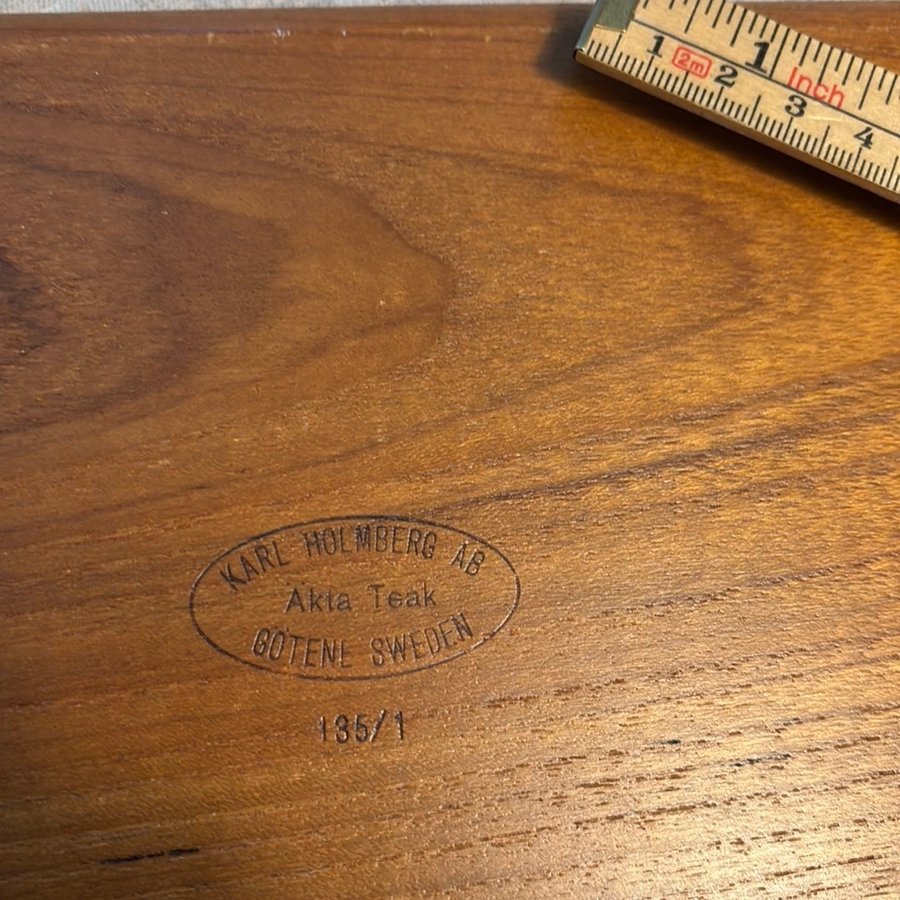 1 2m 2 3 4
1 Inch
KARL HOLMBERG AB
Äkta Teak
GÖTENE SWEDEN
135/1